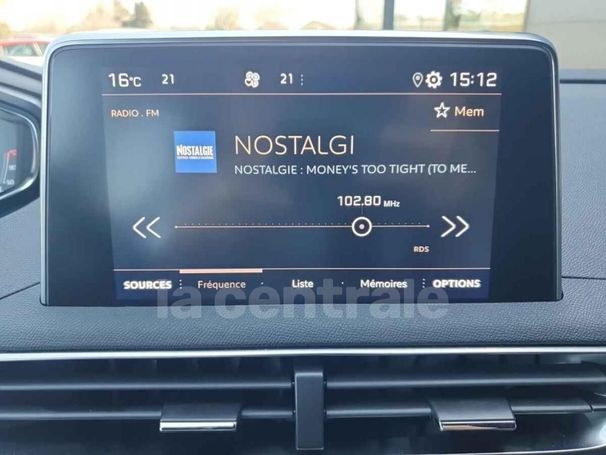 16°C 21 21 15:12
RADIO . FM
Mem
NOSTALGIE
NOSTALGI
NOSTALGIE : MONEY'S TOO TIGHT (TO ME...
102.80 MHz
RDS
SOURCES Fréquence Liste Mémoires OPTIONS
la centrale